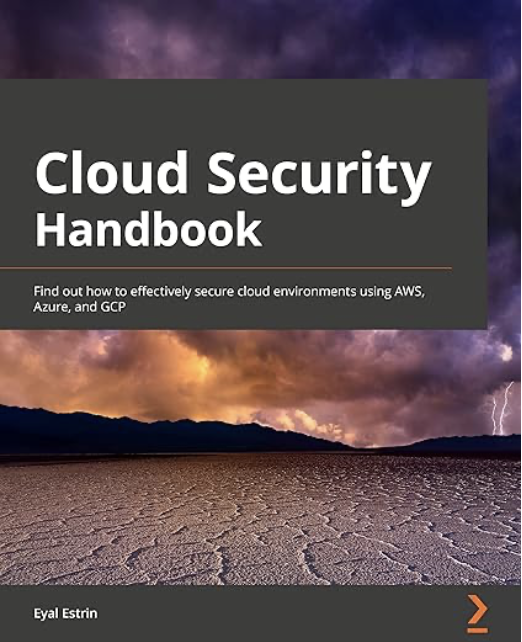 Cloud Security
Handbook
Find out how to effectively secure cloud environments using AWS,
Azure, and GCP
Eyal Estrin